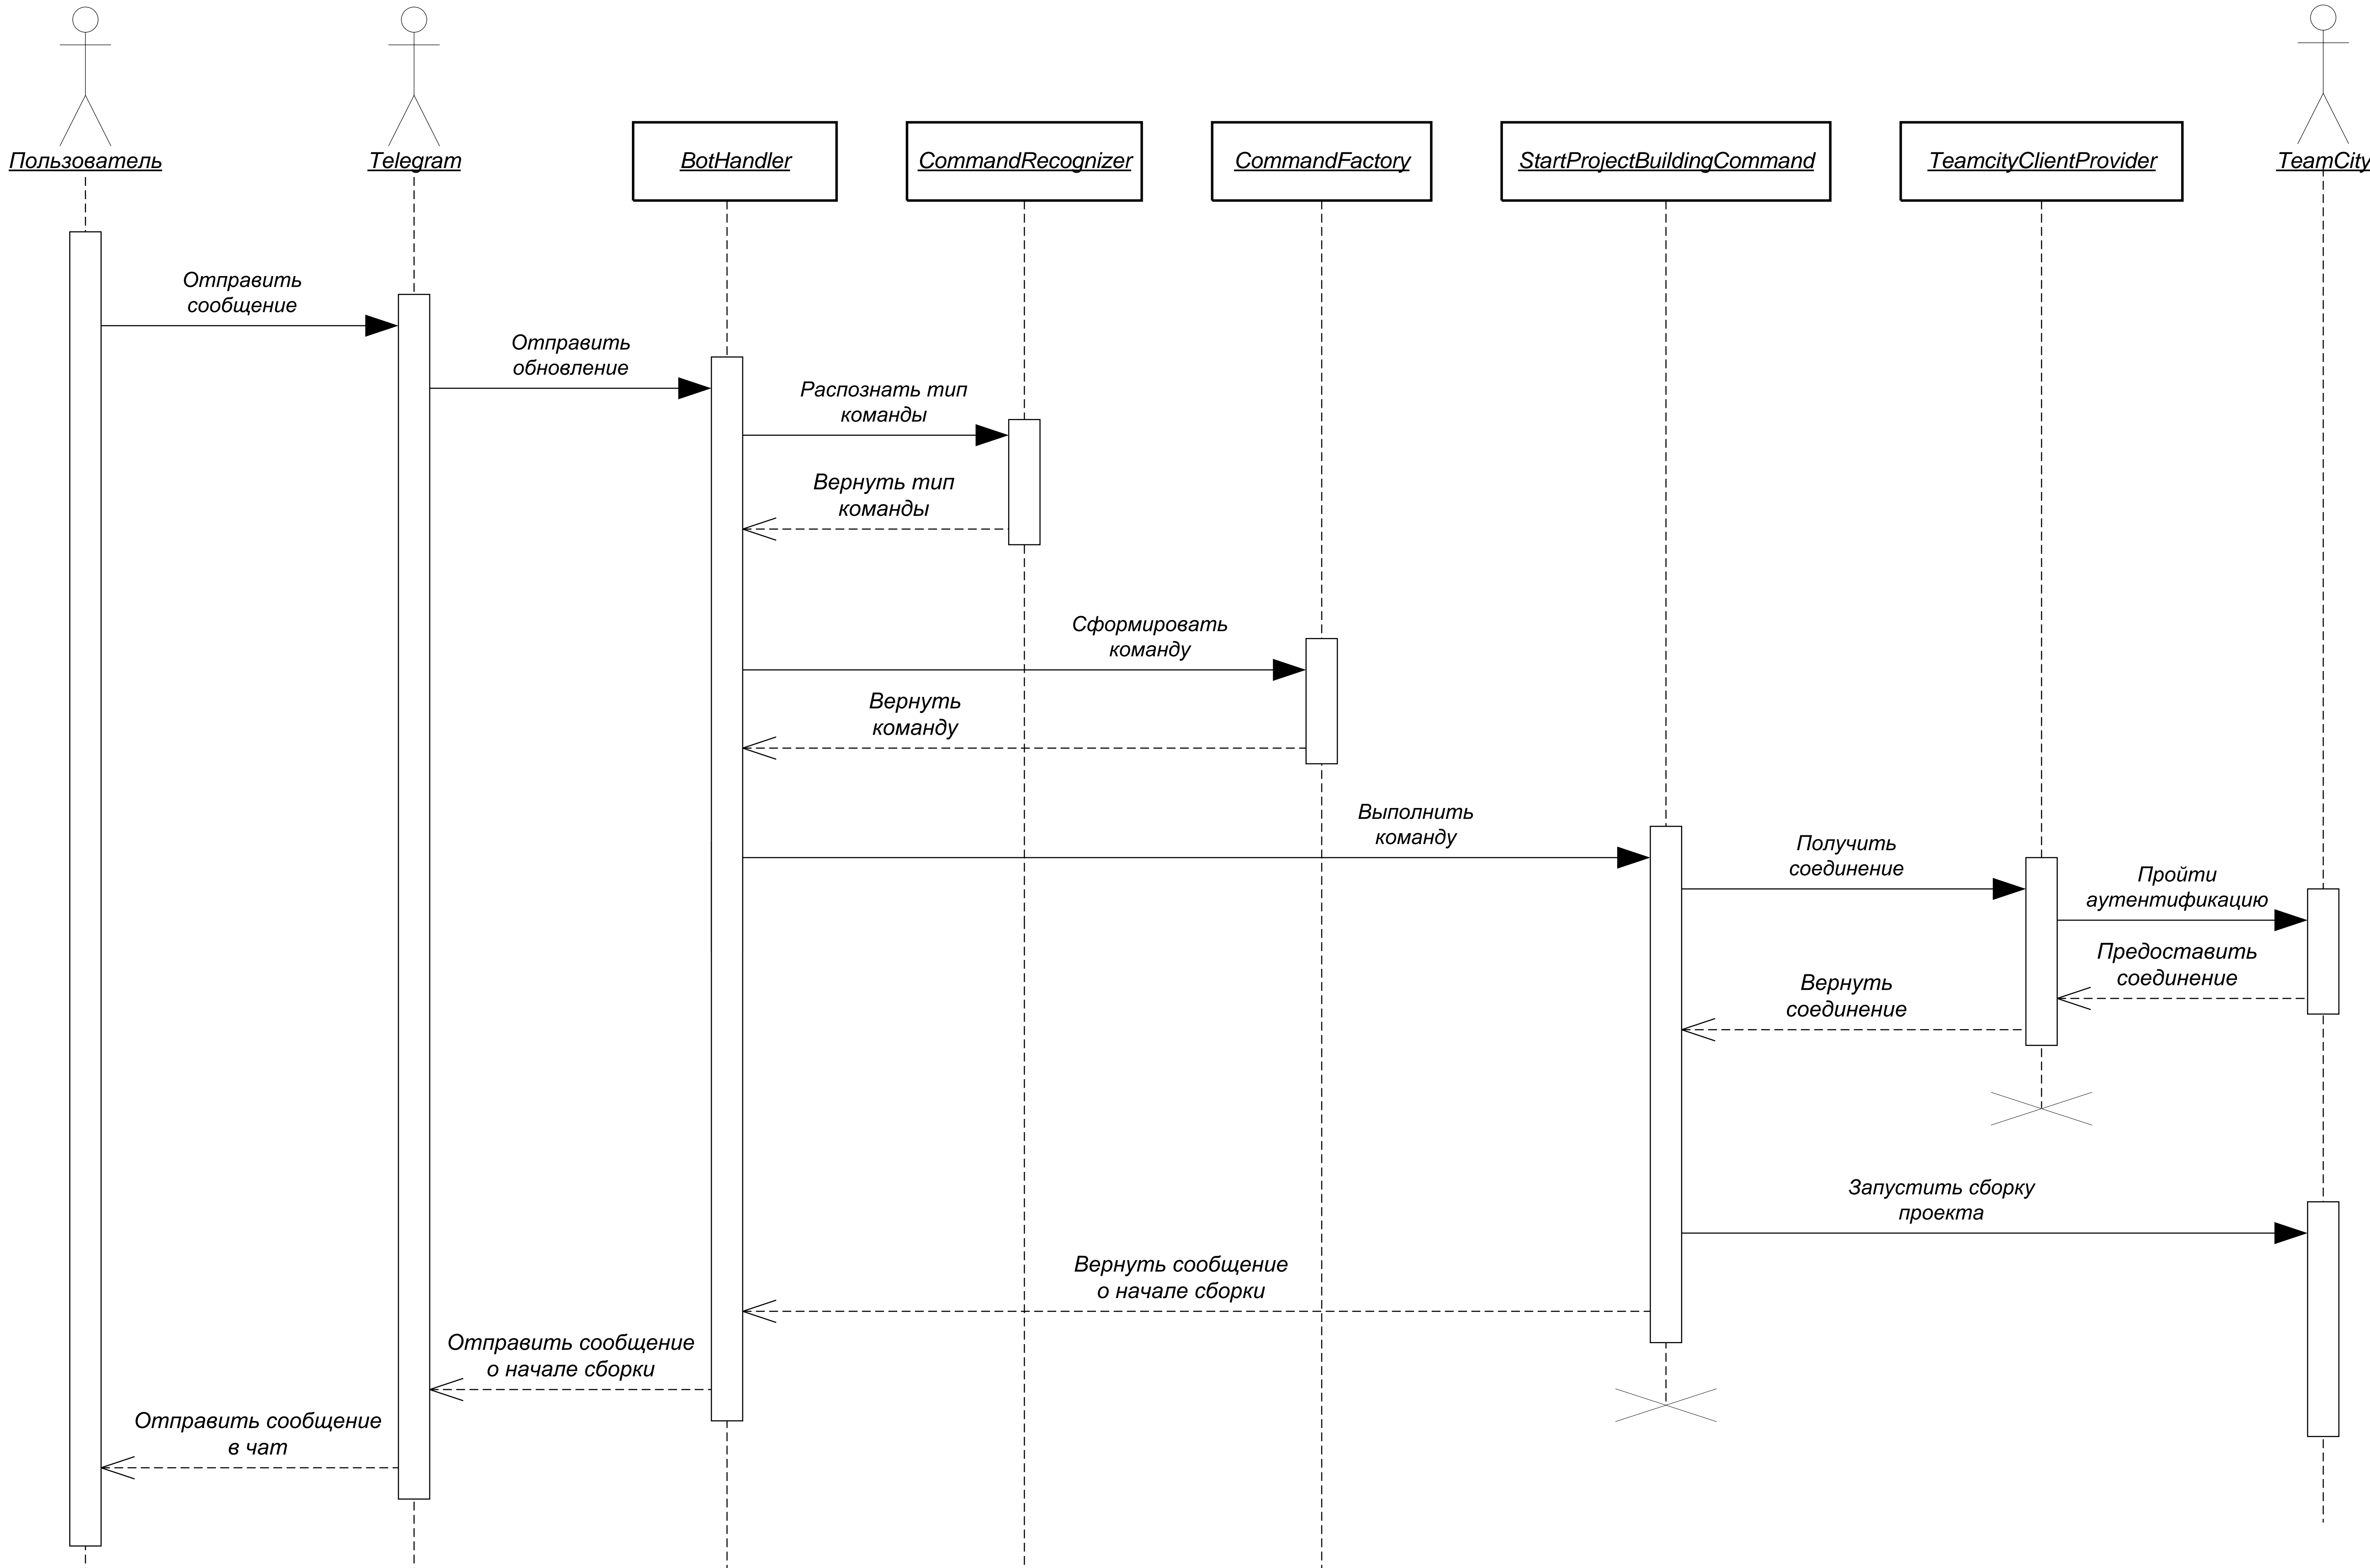 Пользователь
Telegram
BotHandler
CommandRecognizer
CommandFactory
StartProjectBuildingCommand
TeamcityClientProvider
TeamCity
Отправить
сообщение
Отправить
обновление
Распознать тип
команды
Вернуть тип
команды
Сформировать
команду
Вернуть
команду
Выполнить
команду
Получить
соединение
Пройти
аутентификацию
Предоставить
соединение
Вернуть
соединение
Запустить сборку
проекта
Вернуть сообщение
о начале сборки
Отправить сообщение
о начале сборки
Отправить сообщение
в чат